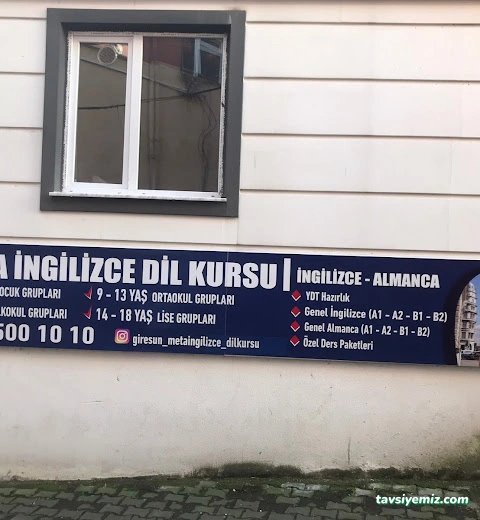 A İNGİLİZCE DİL KURSU
OCUK GRUPLARI
9 - 13 YAŞ ORTAOKUL GRUPLARI
LKOKUL GRUPLARI
14 - 18 YAŞ LİSE GRUPLARI
500 10 10
giresun_metaingilizce_dilkursu
İNGİLİZCE - ALMANCA
YDT Hazırlık
Genel İngilizce (A1 - A2 - B1 - B2)
Genel Almanca (A1 - A2 - B1 - B2)
Özel Ders Paketleri
tavsiyemiz.com